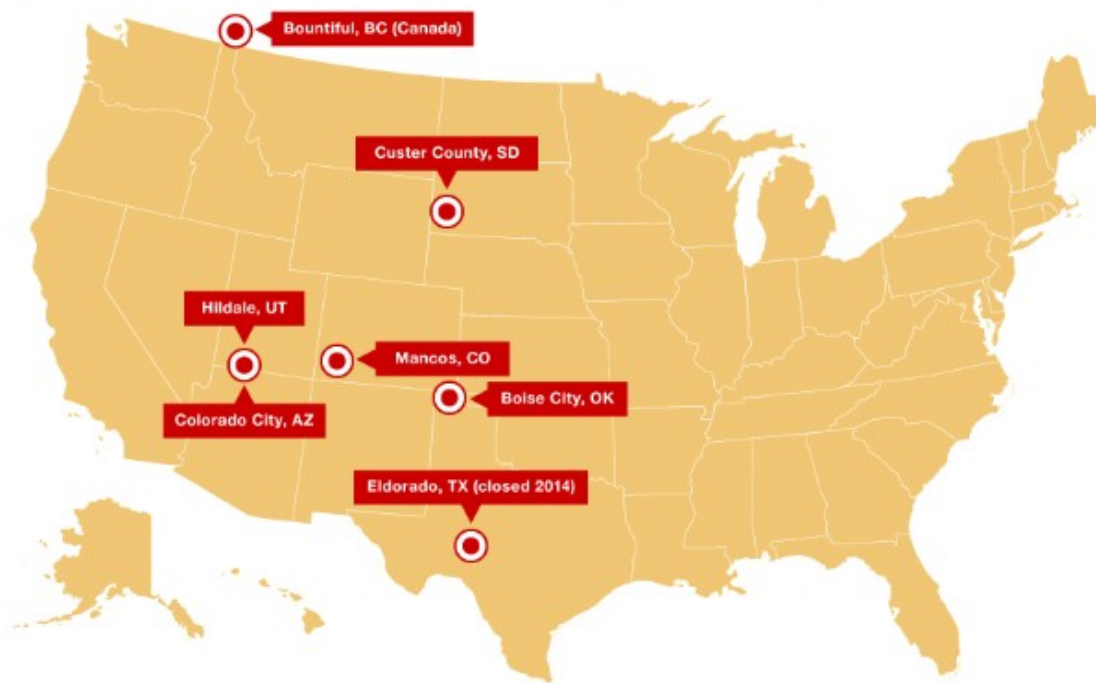 Bountiful, BC (Canada)
Custer County, SD
Hildale, UT
Mancos, CO
Boise City, OK
Colorado City, AZ
Eldorado, TX (closed 2014)